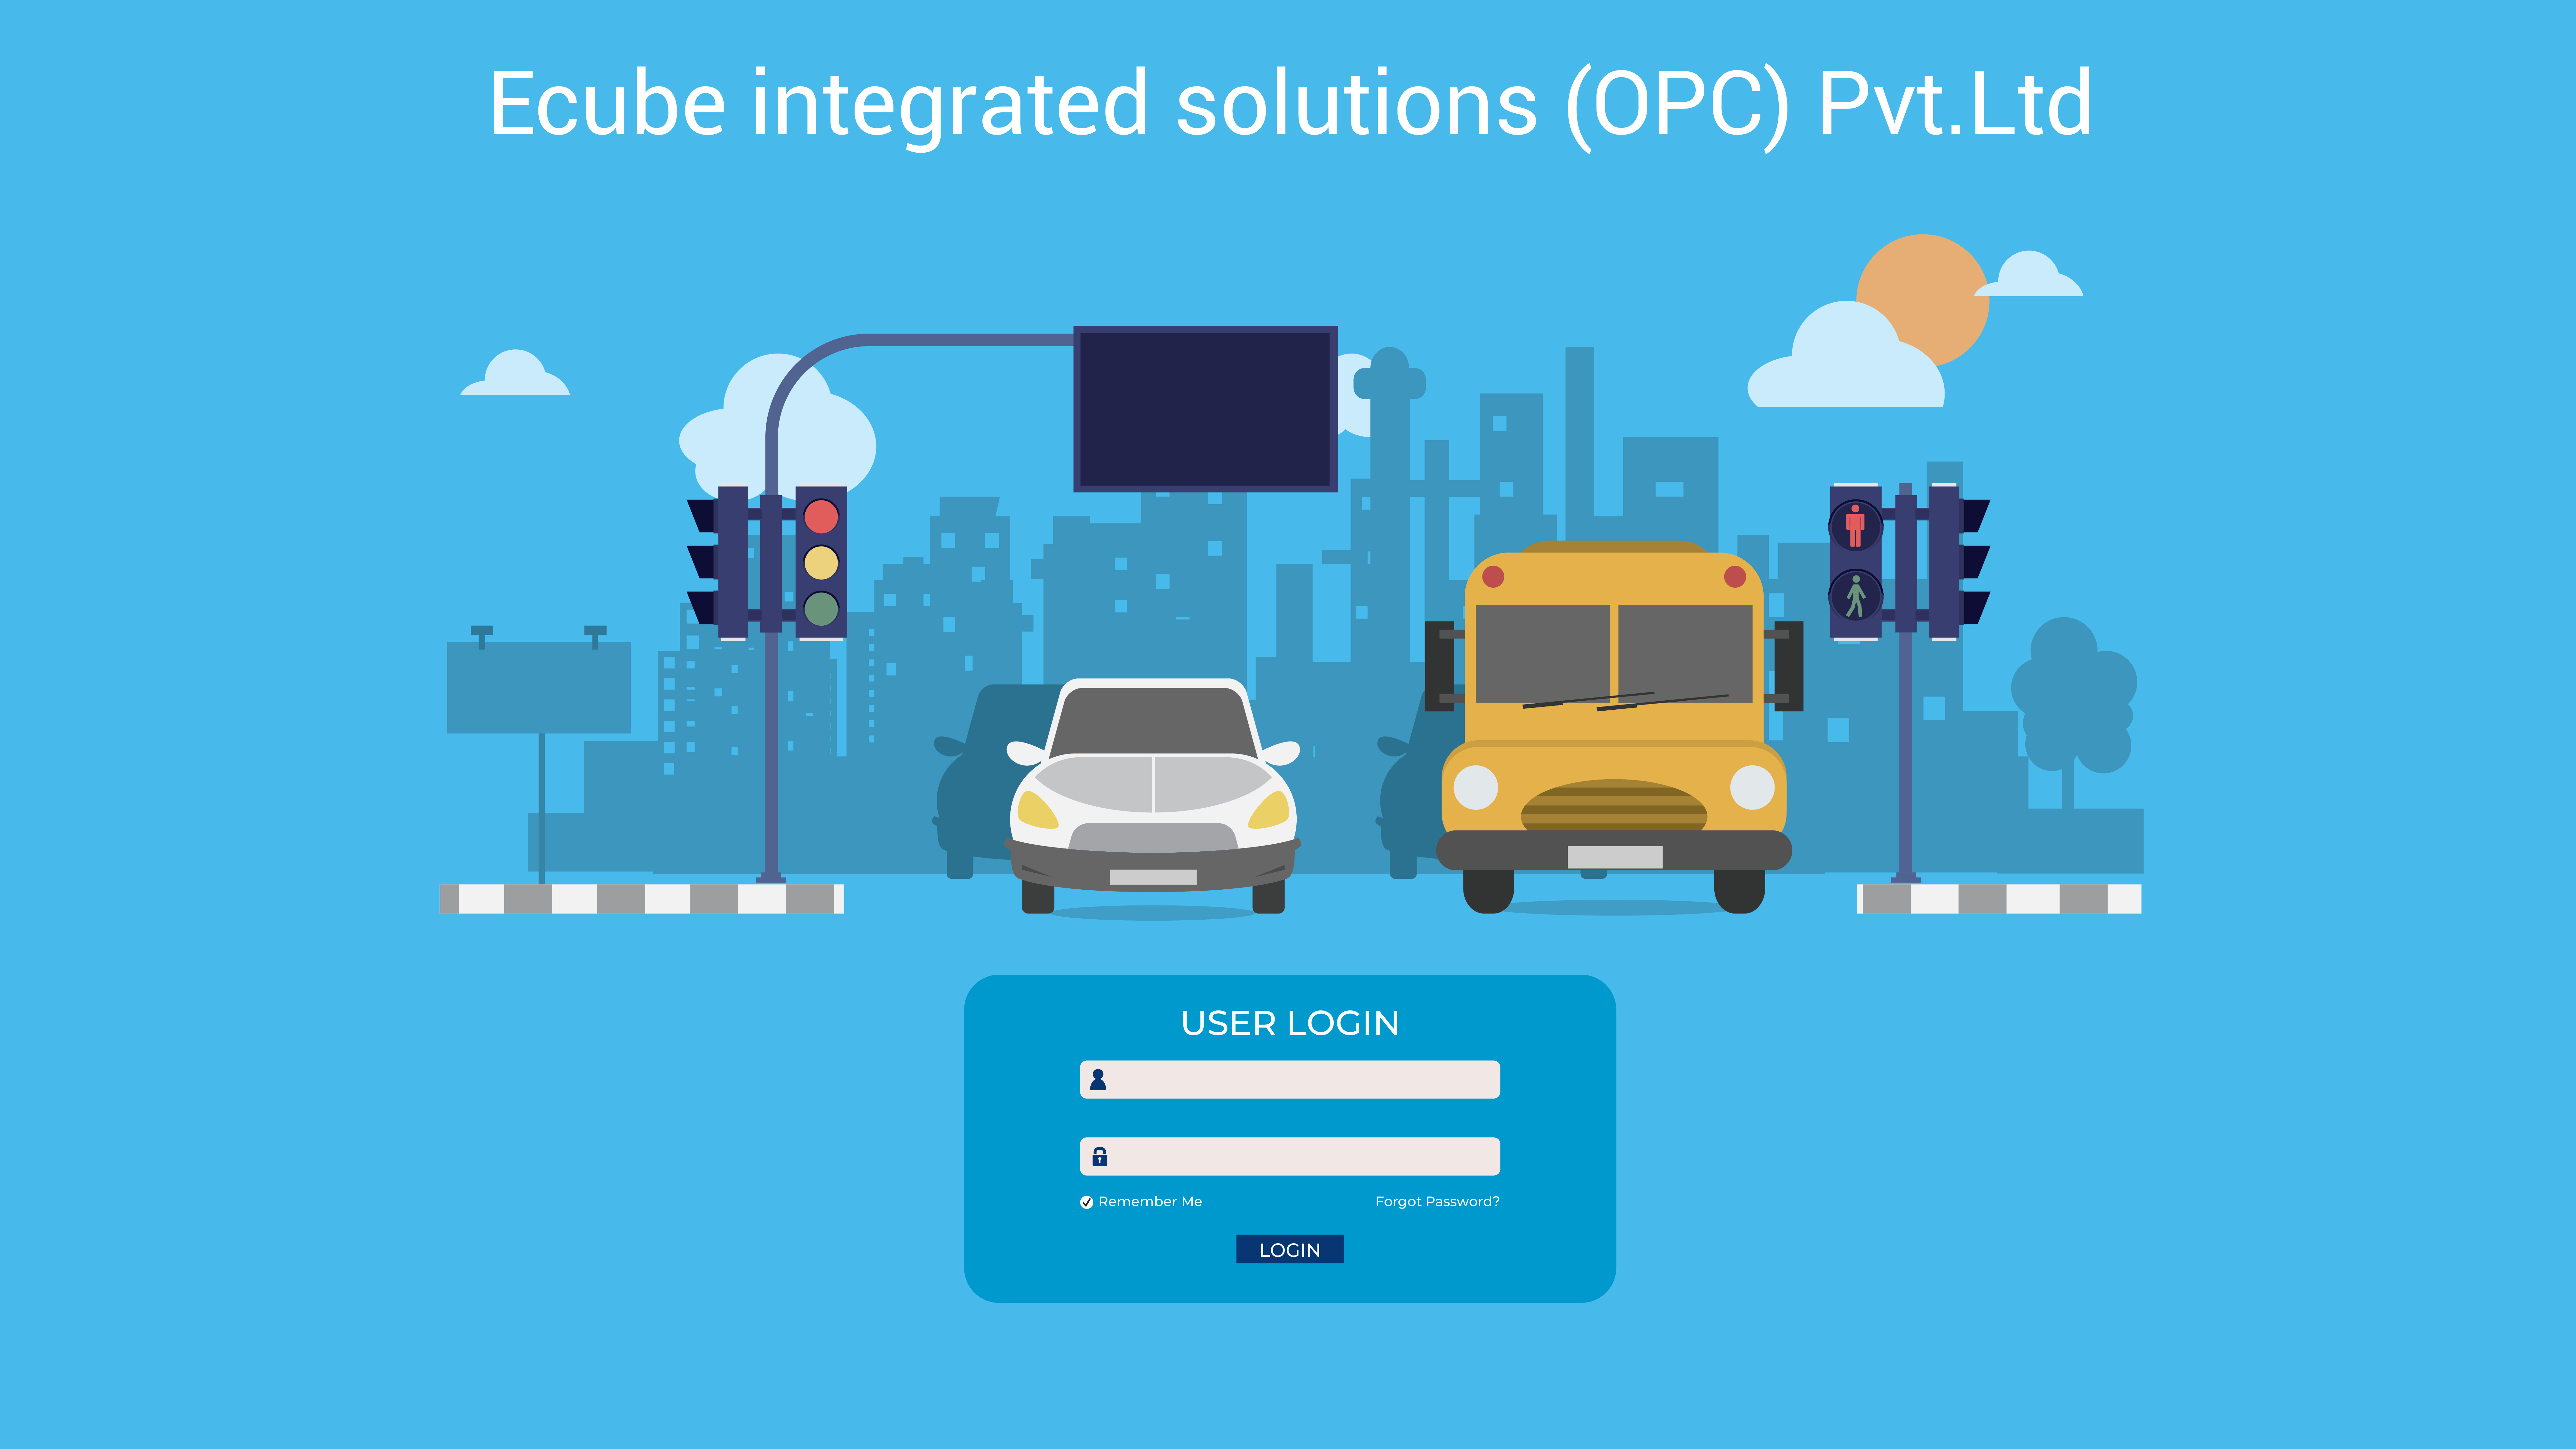 Ecube integrated solutions (OPC) Pvt.Ltd
USER LOGIN
Remember Me
Forgot Password?
LOGIN